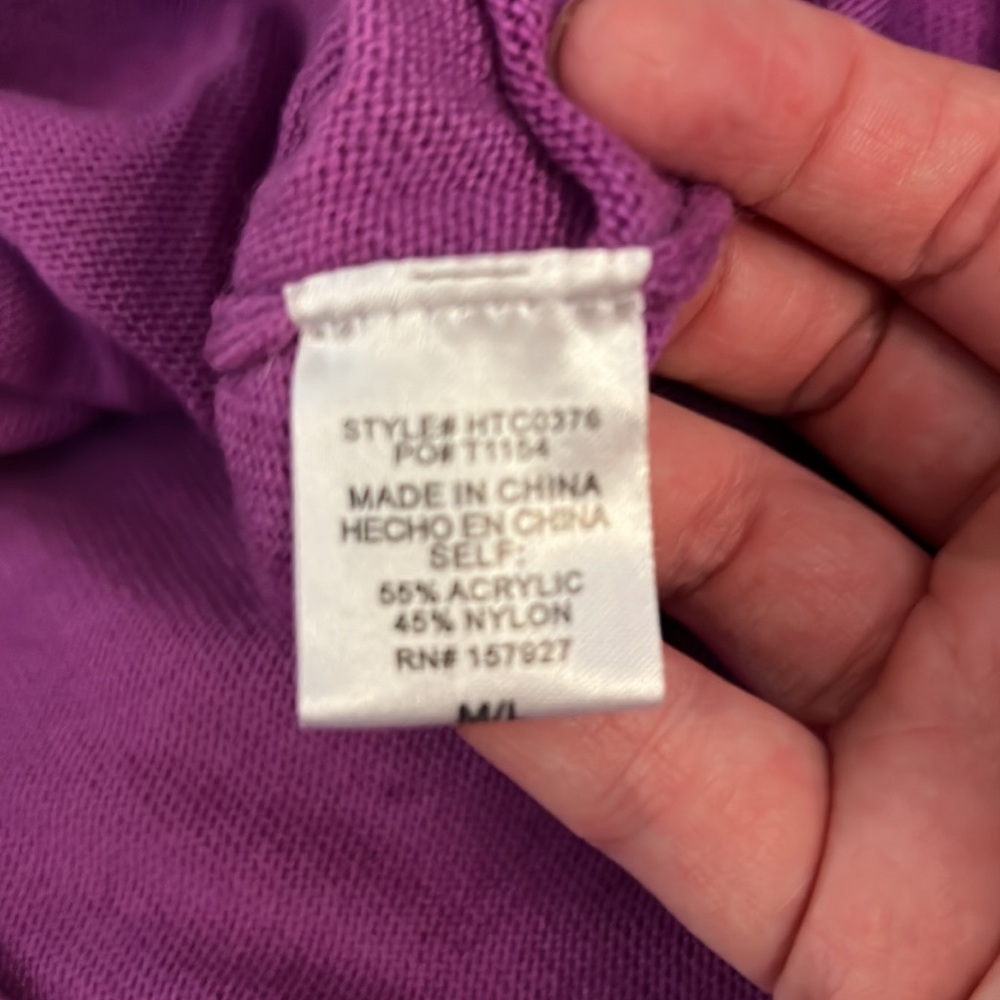 STYLE# HTC0376
PO# T1154
MADE IN CHINA
HECHO EN CHINA
SELF:
55% ACRYLIC
45% NYLON
RN# 157927
M/L